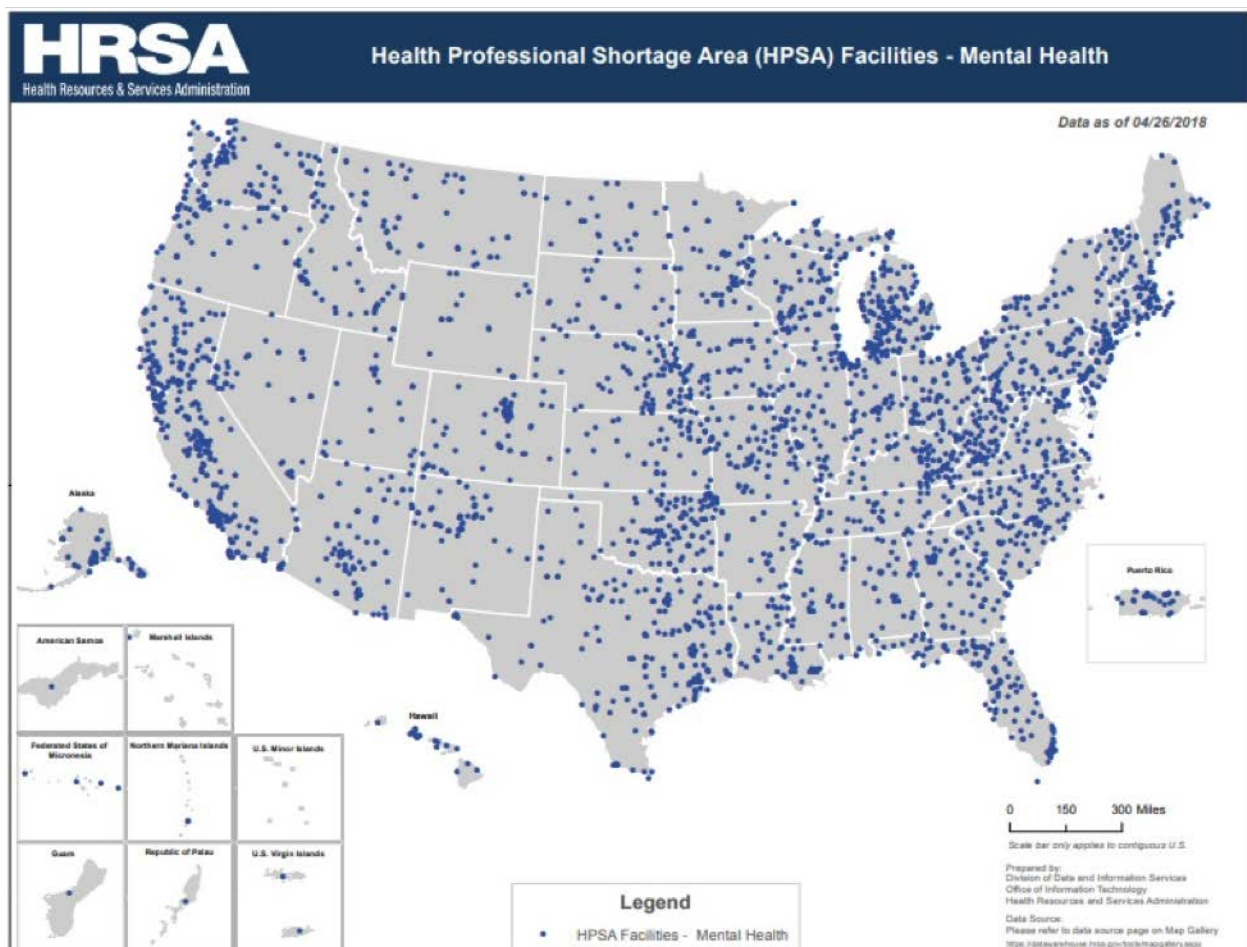 HRSA
Health Resources & Services Administration
Health Professional Shortage Area (HPSA) Facilities - Mental Health
Data as of 04/26/2018
Alaska
Puerto Rico
American Samoa
Marshall Islands
Hawaii
Federated States of
Micronesia
Northern Mariana Islands
U.S. Minor Islands
0 150 300 Miles
Scale bar only applies to contiguous U.S.
Guam
Republic of Palau
U.S. Virgin Islands
Prepared by:
Division of Data and Information Services
Office of Information Technology
Health Resources and Services Administration
Legend
HPSA Facilities - Mental Health
Data Source:
Please refer to data source page on Map Gallery